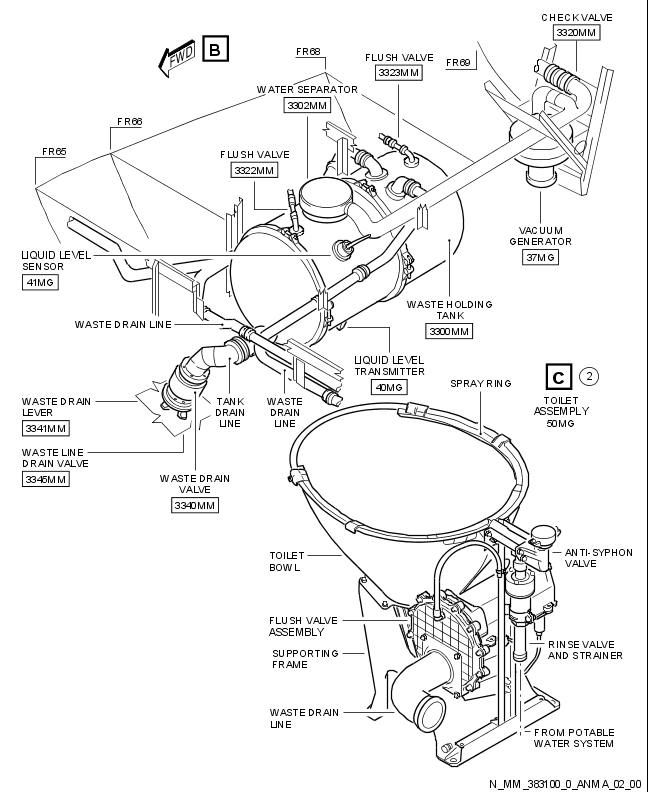 CHECK VALVE
3320MM
FWD
B
FR68
FLUSH VALVE
3323MM
FR69
WATER SEPARATOR
3302MM
FR66
FR65
FLUSH VALVE
3322MM
VACUUM
GENERATOR
37MG
LIQUID LEVEL
SENSOR
41MG
WASTE HOLDING
TANK
3300MM
WASTE DRAIN LINE
LIQUID LEVEL
TRANSMITTER
40MG
C
2
TOILET
ASSEMPLY
50MG
SPRAY RING
WASTE DRAIN
LEVER
3341MM
TANK
DRAIN
LINE
WASTE
DRAIN
LINE
WASTE LINE
DRAIN VALVE
3346MM
WASTE DRAIN
VALVE
3340MM
TOILET
BOWL
ANTI-SYPHON
VALVE
FLUSH VALVE
ASSEMBLY
SUPPORTING
FRAME
RINSE VALVE
AND STRAINER
WASTE DRAIN
LINE
FROM POTABLE
WATER SYSTEM
N_MM_383100_0_ANMA_02_00